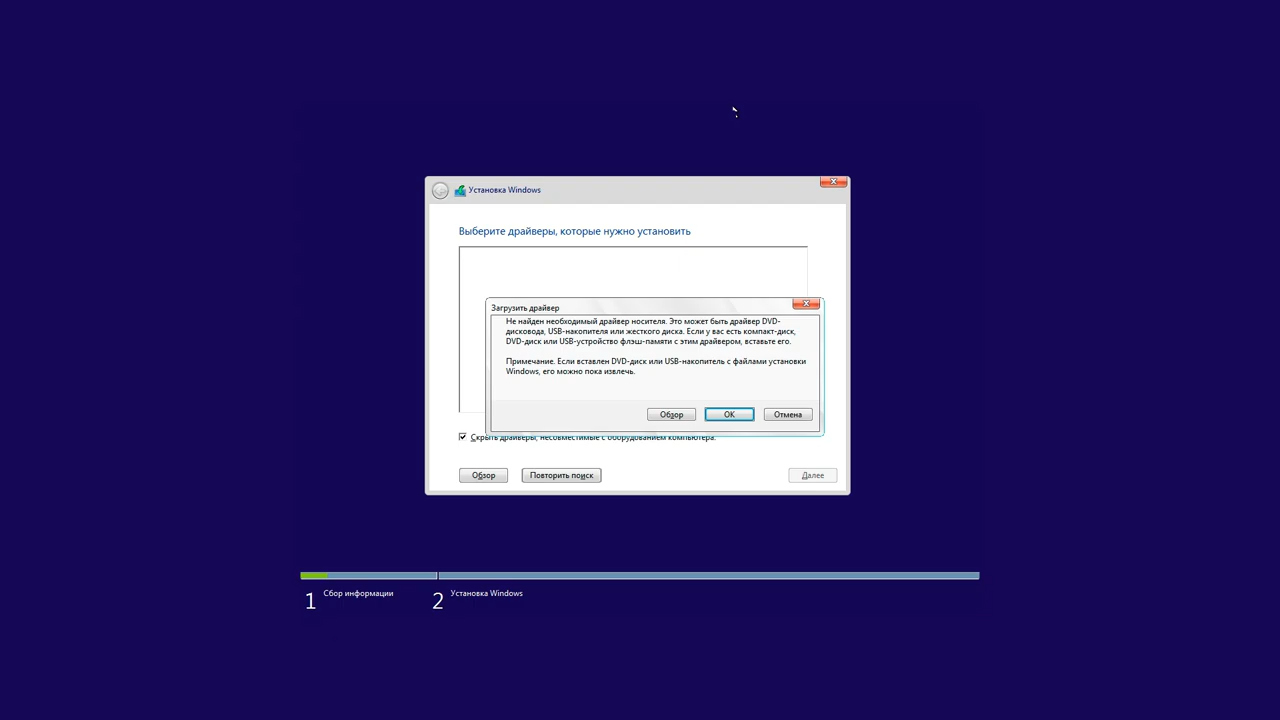 Установка Windows
Выберите драйверы, которые нужно установить
Загрузить драйвер
Не найден необходимый драйвер носителя. Это может быть драйвер DVD-
дисковода, USB-накопителя или жесткого диска. Если у вас есть компакт-диск,
DVD-диск или USB-устройство флэш-памяти с этим драйвером, вставьте его.
Примечание. Если вставлен DVD-диск или USB-накопитель с файлами установки
Windows, его можно пока извлечь.
Обзор
ОК
Отмена
Скрыть драйверы, несовместимые с оборудованием компьютера.
Обзор
Повторить поиск
Далее
1 Сбор информации
2 Установка Windows